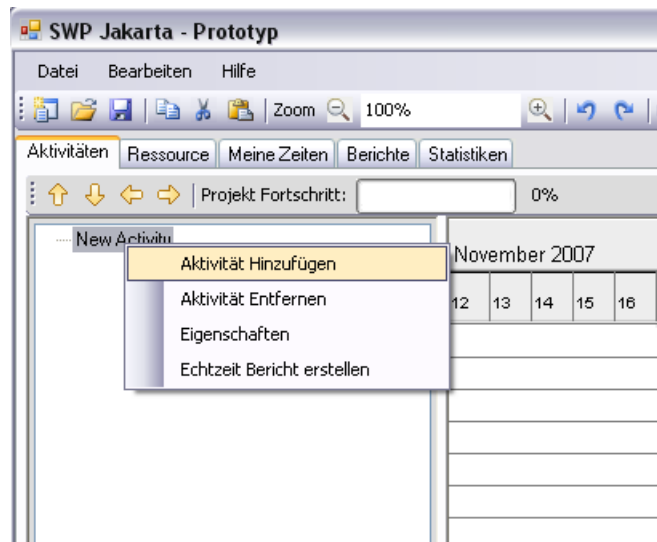 SWP Jakarta - Prototyp
Datei Bearbeiten Hilfe
Zoom 100%
Aktivitäten Ressource Meine Zeiten Berichte Statistiken
Projekt Fortschritt: 0%
New Activity
November 2007
12 13 14 15 16
Aktivität Hinzufügen
Aktivität Entfernen
Eigenschaften
Echtzeit Bericht erstellen